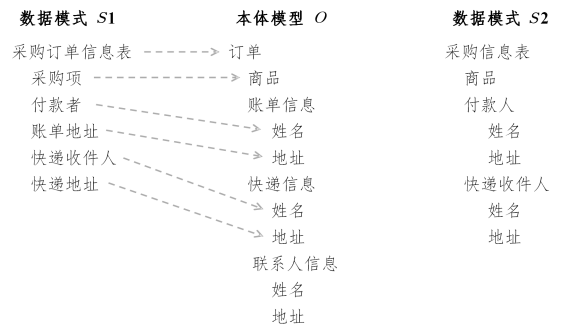 数据模式 S1 本体模型 O 数据模式 S2
采购订单信息表 订单 采购信息表
采购项 商品 商品
付款者 账单信息 付款人
账单地址 姓名 姓名
快递收件人 地址 地址
快递地址 快递信息 快递收件人
姓名 姓名
地址 地址
联系人信息
姓名
地址